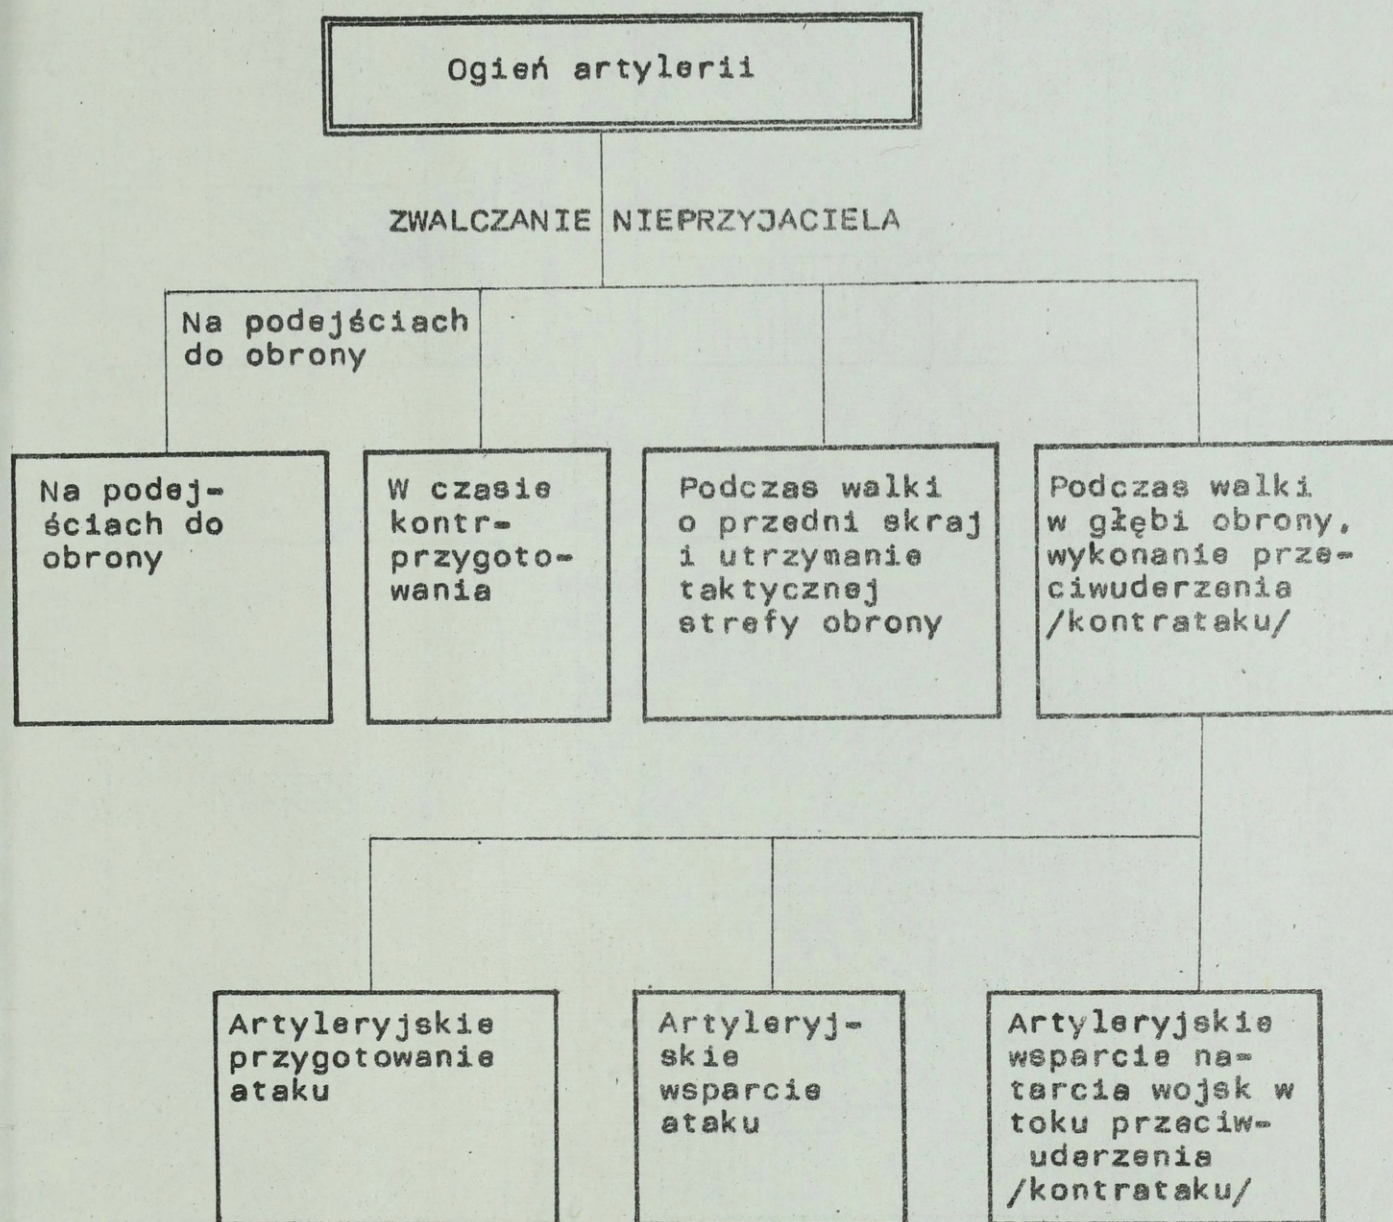 Ogień artylerii
ZWALCZANIE NIEPRZYJACIELA
Na podejściach
do obrony
Na podej-
ściach do
obrony
W czasie
kontr-
przygoto-
wania
Podczas walki
o przedni skraj
i utrzymanie
taktycznej
strefy obrony
Podczas walki
w głębi obrony,
wykonanie prze-
ciwuderzenia
/kontrataku/
Artyleryjskie
przygotowanie
ataku
Artyleryj-
skie
wsparcie
ataku
Artyleryjskie
wsparcie na-
tarcia wojsk w
toku przeciw-
uderzenia
/kontrataku/